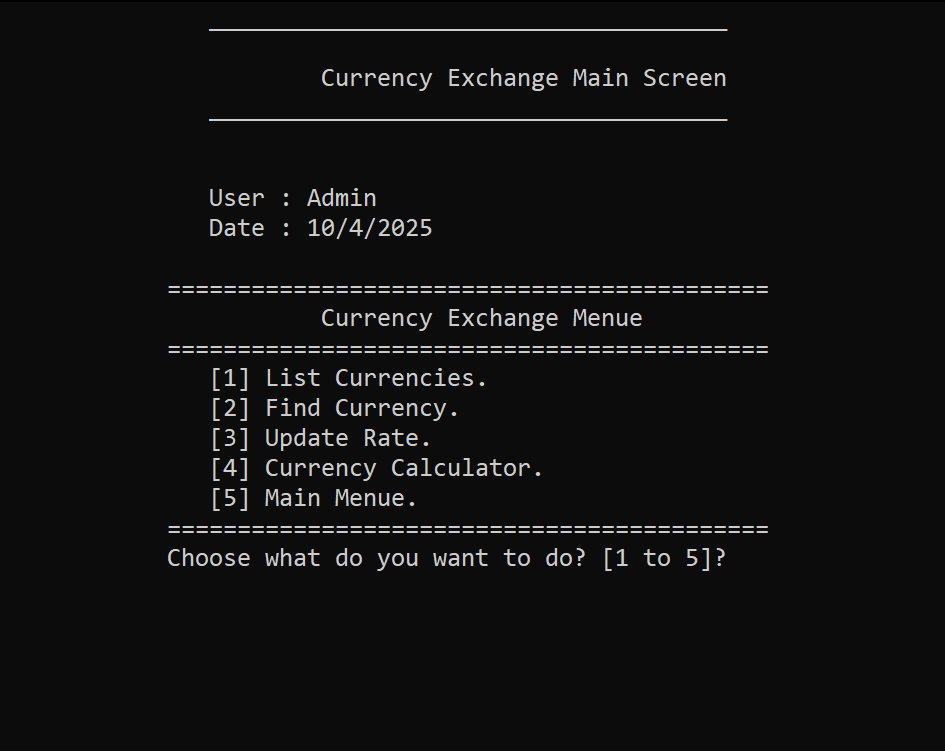 Currency Exchange Main Screen
User : Admin
Date : 10/4/2025
===========================================
Currency Exchange Menue
===========================================
[1] List Currencies.
[2] Find Currency.
[3] Update Rate.
[4] Currency Calculator.
[5] Main Menue.
===========================================
Choose what do you want to do? [1 to 5]?